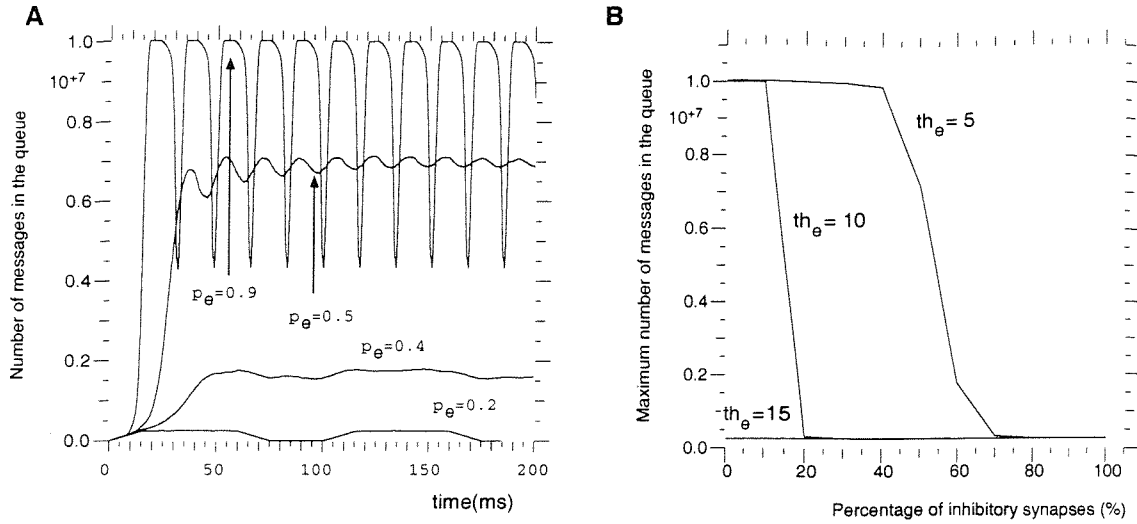 A
Number of messages in the queue
1.0
10+7
0.8
0.6
0.4
0.2
0.0
pe=0.9
pe=0.5
pe=0.4
pe=0.2
0
50
100
150
200
time(ms)
B
Maximum number of messages in the queue
1.0
10+7
0.8
0.6
0.4
0.2
0.0
the= 5
the= 10
the= 15
0
20
40
60
80
100
Percentage of inhibitory synapses (%)